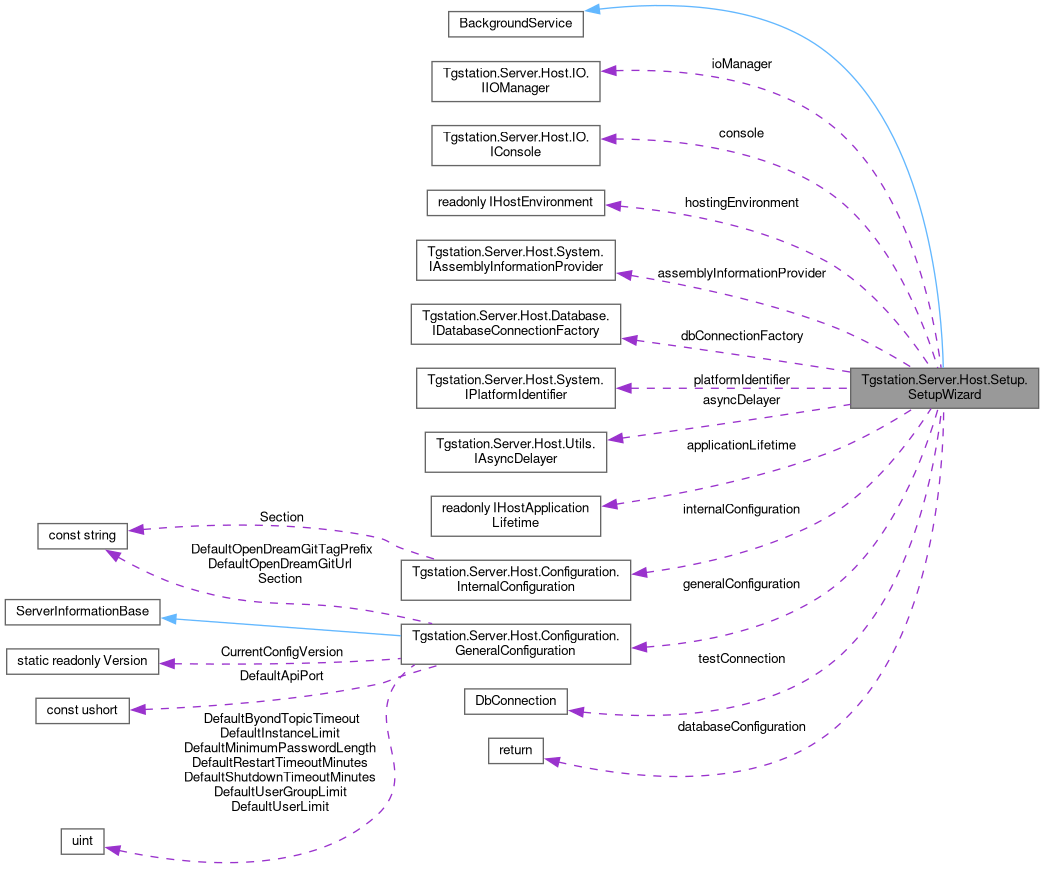 BackgroundService
ioManager
Tgstation.Server.Host.IO.
IIOManager
console
Tgstation.Server.Host.IO.
IConsole
readonly IHostEnvironment
hostingEnvironment
Tgstation.Server.Host.System.
IAssemblyInformationProvider
assemblyInformationProvider
Tgstation.Server.Host.Database.
IDatabaseConnectionFactory
dbConnectionFactory
Tgstation.Server.Host.System.
IPlatformIdentifier
platformIdentifier
Tgstation.Server.Host.Setup.
SetupWizard
asyncDelayer
Tgstation.Server.Host.Utils.
IAsyncDelayer
applicationLifetime
readonly IHostApplication
Lifetime
internalConfiguration
const string
Section
DefaultOpenDreamGitTagPrefix
DefaultOpenDreamGitUrl
Section
Tgstation.Server.Host.Configuration.
InternalConfiguration
generalConfiguration
ServerInformationBase
Tgstation.Server.Host.Configuration.
GeneralConfiguration
static readonly Version
CurrentConfigVersion
testConnection
DefaultApiPort
const ushort
DbConnection
databaseConfiguration
return
DefaultByondTopicTimeout
DefaultInstanceLimit
DefaultMinimumPasswordLength
DefaultRestartTimeoutMinutes
DefaultShutdownTimeoutMinutes
DefaultUserGroupLimit
DefaultUserLimit
uint